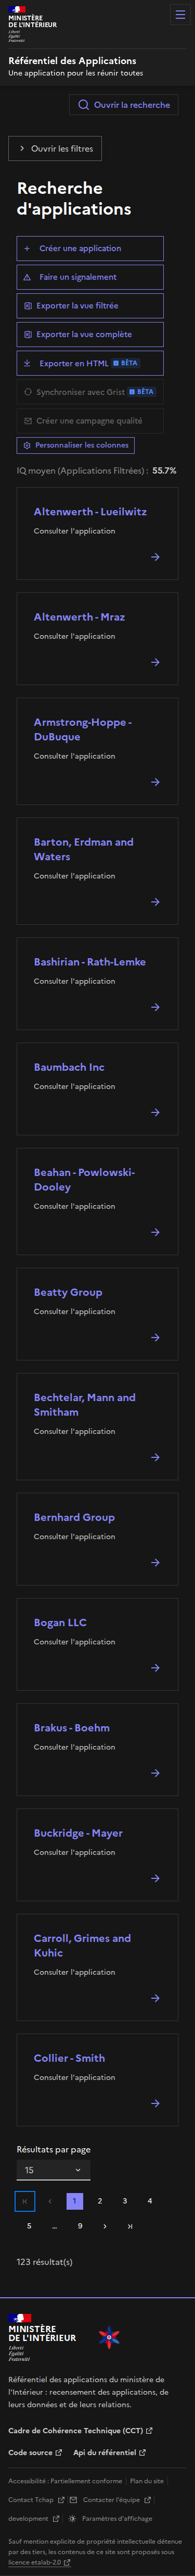 MINISTÈRE
DE L'INTÉRIEUR
Liberté
Égalité
Fraternité
Référentiel des Applications
Une application pour les réunir toutes
Ouvrir la recherche
Ouvrir les filtres
Recherche
d'applications
Créer une application
Faire un signalement
Exporter la vue filtrée
Exporter la vue complète
Exporter en HTML BÊTA
Synchroniser avec Grist BÊTA
Créer une campagne qualité
Personnaliser les colonnes
IQ moyen (Applications Filtrées) : 55.7%
Altenwerth - Lueilwitz
Consulter l'application
Altenwerth - Mraz
Consulter l'application
Armstrong-Hoppe -
DuBuque
Consulter l'application
Barton, Erdman and
Waters
Consulter l'application
Bashirian - Rath-Lemke
Consulter l'application
Baumbach Inc
Consulter l'application
Beahan - Powlowski-
Dooley
Consulter l'application
Beatty Group
Consulter l'application
Bechtelar, Mann and
Smitham
Consulter l'application
Bernhard Group
Consulter l'application
Bogan LLC
Consulter l'application
Brakus - Boehm
Consulter l'application
Buckridge - Mayer
Consulter l'application
Carroll, Grimes and
Kuhic
Consulter l'application
Collier - Smith
Consulter l'application
Résultats par page
15
1 2 3 4
5 … 9
123 résultat(s)
MINISTÈRE
DE L'INTÉRIEUR
Liberté
Égalité
Fraternité
Référentiel des applications du ministère de
l'Intérieur : recensement des applications, de
leurs données et de leurs relations.
Cadre de Cohérence Technique (CCT)
Code source Api du référentiel
Accessibilité : Partiellement conforme Plan du site
Contact Tchap Contacter l'équipe
development Paramètres d'affichage
Sauf mention explicite de propriété intellectuelle détenue
par des tiers, les contenus de ce site sont proposés sous
licence etalab-2.0